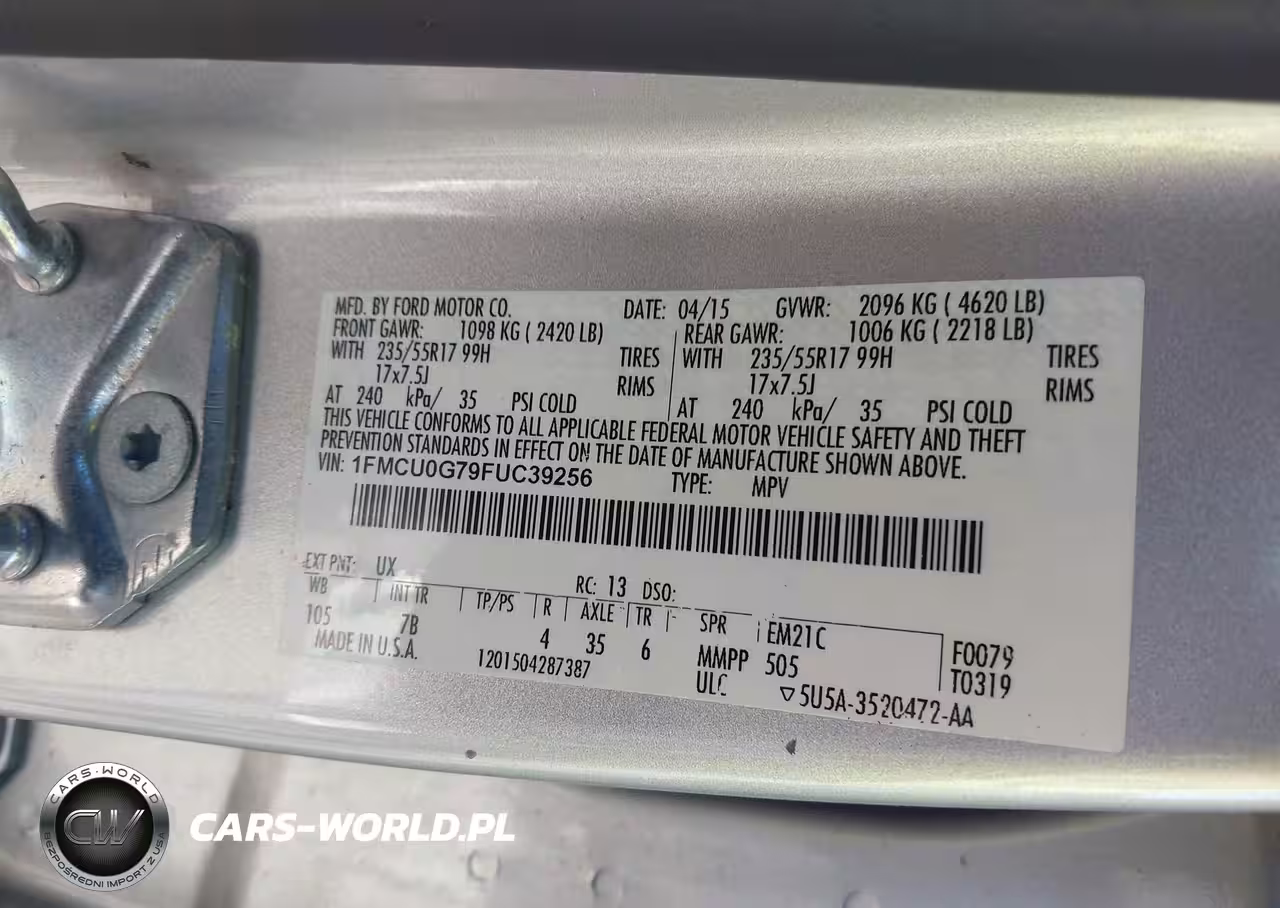 MFD. BY FORD MOTOR CO. DATE: 04/15 GVWR: 2096 KG ( 4620 LB)
FRONT GAWR: 1098 KG ( 2420 LB) REAR GAWR: 1006 KG ( 2218 LB)
WITH 235/55R17 99H TIRES WITH 235/55R17 99H TIRES
17x7.5J RIMS 17x7.5J RIMS
AT 240 kPa/ 35 PSI COLD AT 240 kPa/ 35 PSI COLD
THIS VEHICLE CONFORMS TO ALL APPLICABLE FEDERAL MOTOR VEHICLE SAFETY AND THEFT
PREVENTION STANDARDS IN EFFECT ON THE DATE OF MANUFACTURE SHOWN ABOVE.
VIN: 1FMCU0G79FUC39256 TYPE: MPV
EXT PNT: UX RC: 13 DSO:
WB INT TR TP/PS R AXLE TR SPR EM21C F0079
105 7B 4 35 6 MMPP 505 T0319
MADE IN U.S.A. 1201504287387 ULC ▽5U5A-3520472-AA
CARS-WORLD
CW
BEZPOŚREDNI IMPORT Z USA
CARS-WORLD.PL